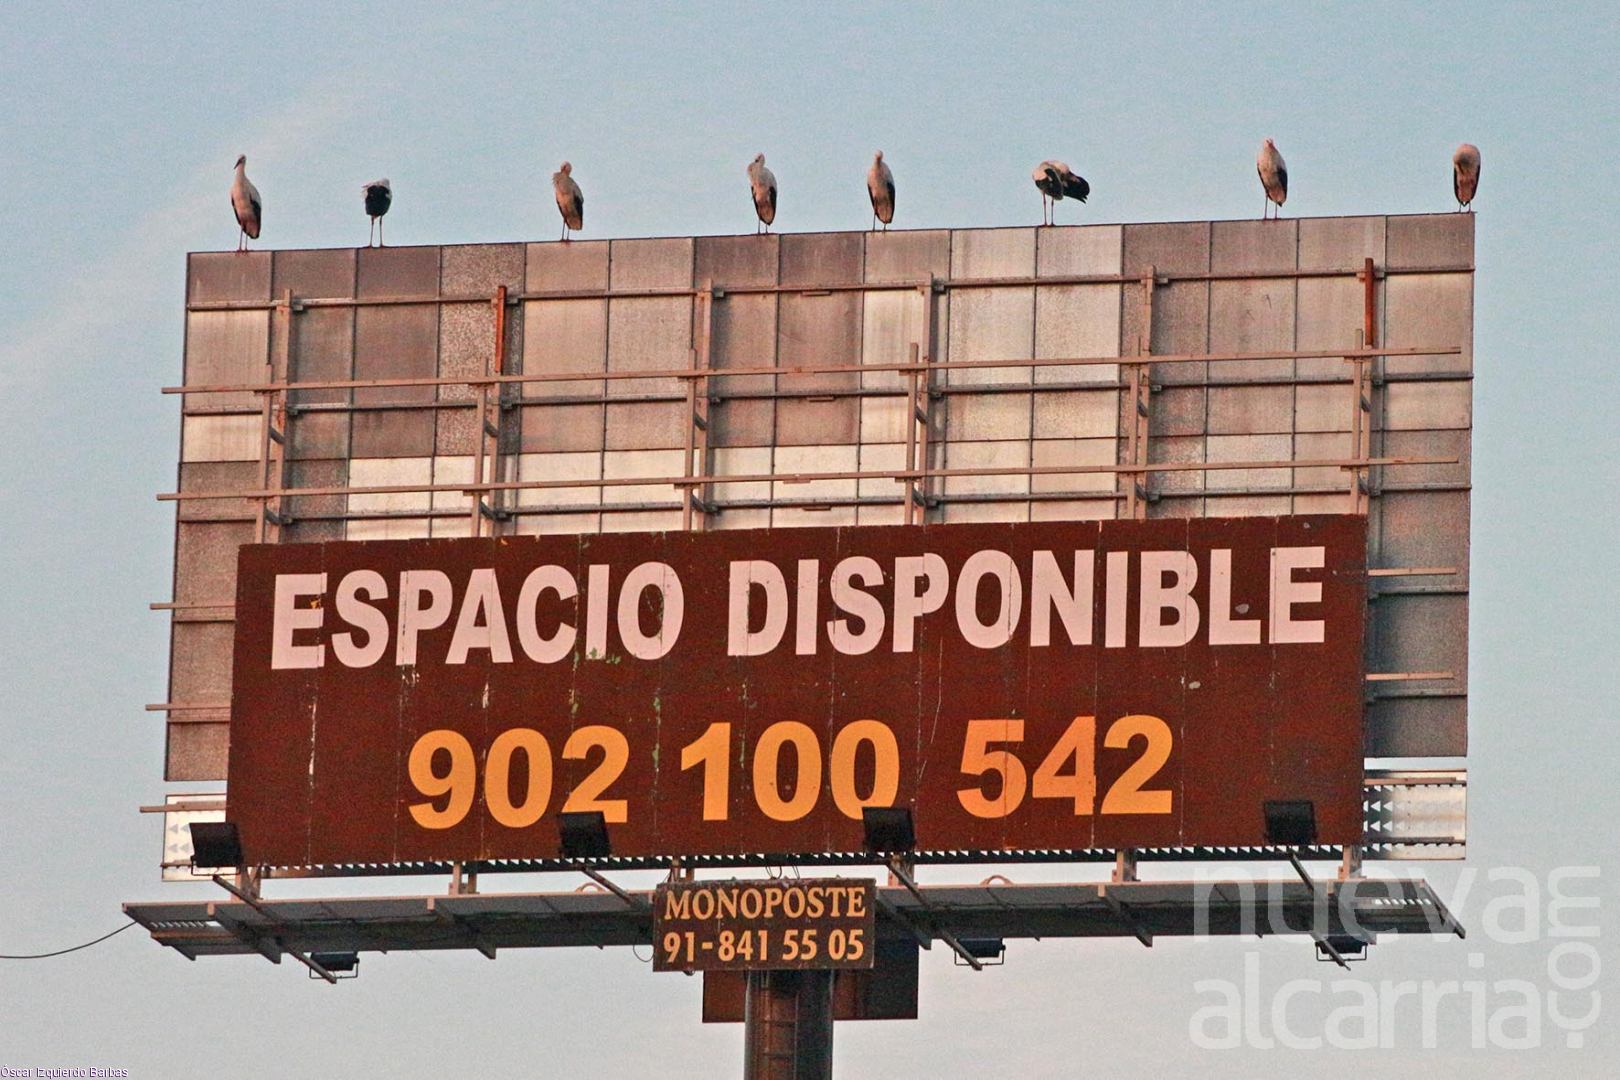 ESPACIO DISPONIBLE
902 100 542
MONOPOSTE
91-841 55 05
nueva
alcarria
.com
Óscar Izquierdo Barbas